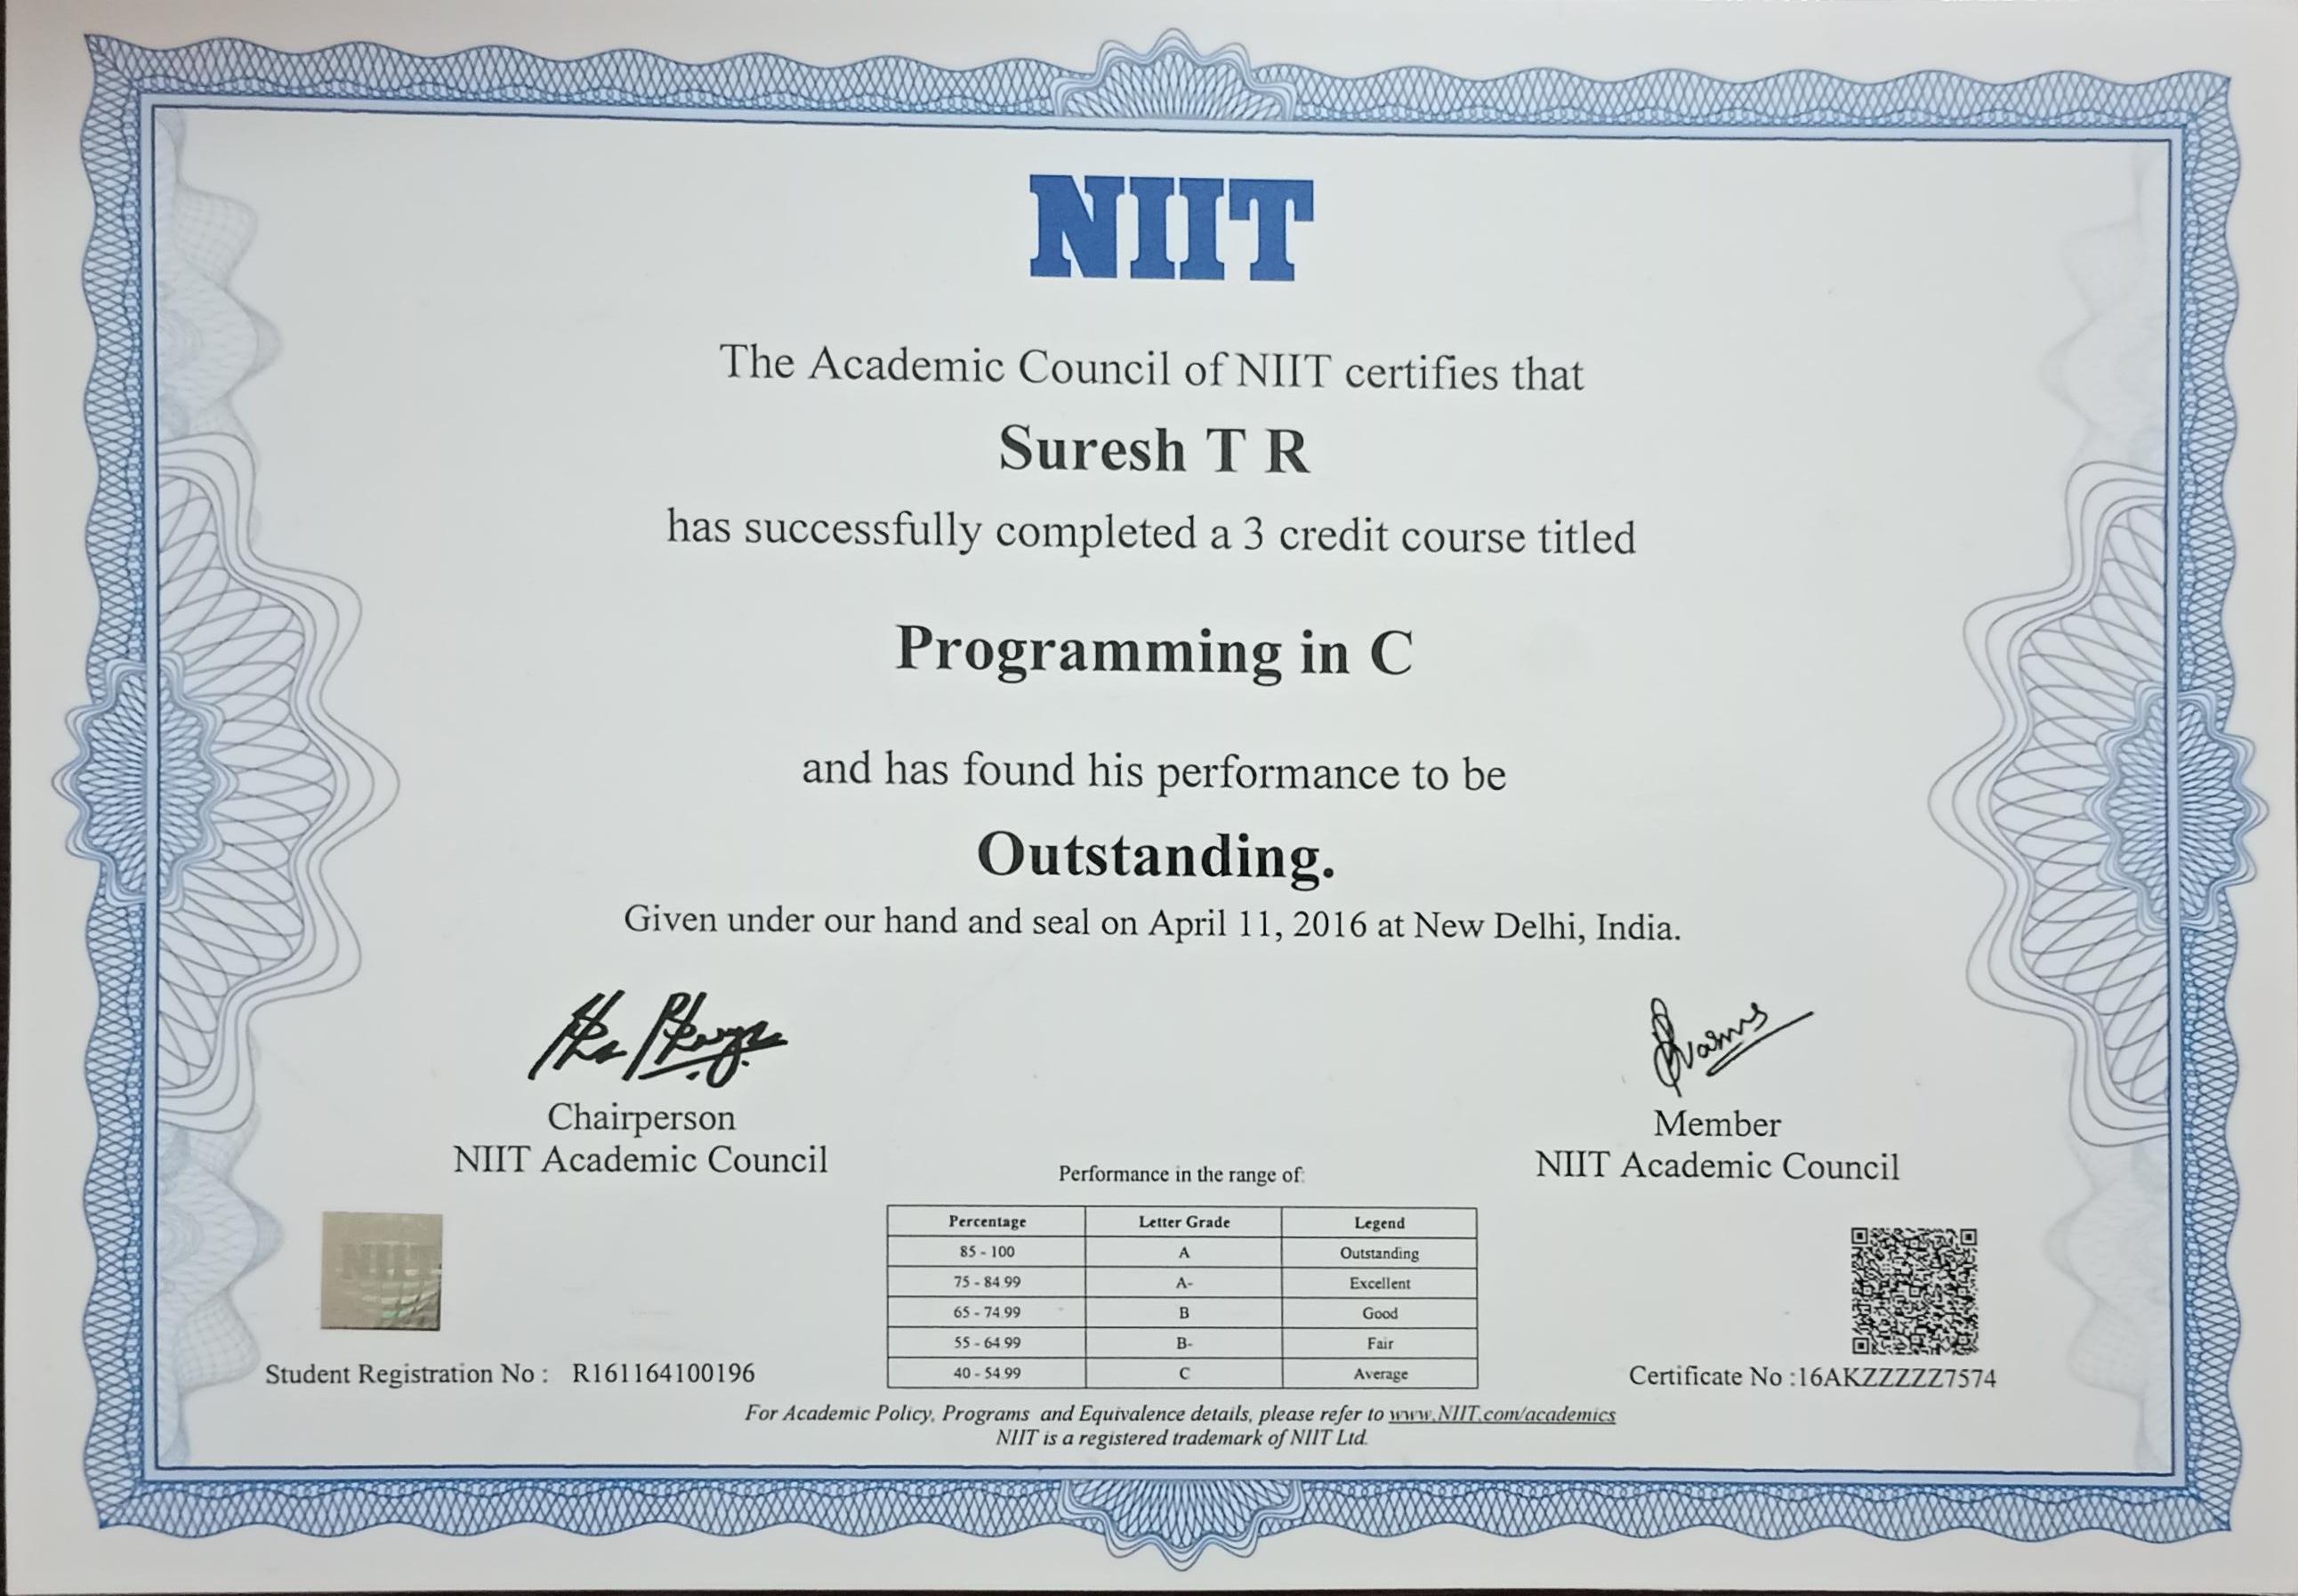 NIIT
The Academic Council of NIIT certifies that
Suresh T R
has successfully completed a 3 credit course titled
Programming in C
and has found his performance to be
Outstanding.
Given under our hand and seal on April 11, 2016 at New Delhi, India.
Chairperson
NIIT Academic Council
Member
NIIT Academic Council
Performance in the range of:
Percentage Letter Grade Legend
85 - 100 A Outstanding
75 - 84.99 A- Excellent
65 - 74.99 B Good
55 - 64.99 B- Fair
40 - 54.99 C Average
NIIT
Student Registration No : R161164100196
Certificate No :16AKZZZZZ7574
For Academic Policy, Programs and Equivalence details, please refer to www.NIIT.com/academics
NIIT is a registered trademark of NIIT Ltd.